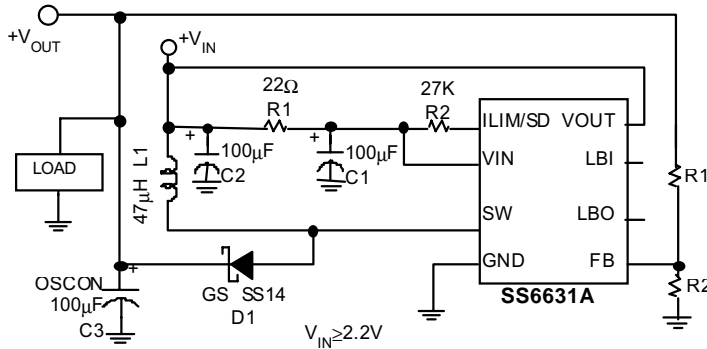 +VOUT
+VIN
22Ω
R1
27K
R2
ILIM/SD VOUT
+
+
100µF
C2
100µF
C1
VIN
LBI
LOAD
47µH L1
R1
SW
LBO
GND
FB
SS6631A
R2
OSCON
+
100µF
C3
GS SS14
D1
VIN≥2.2V